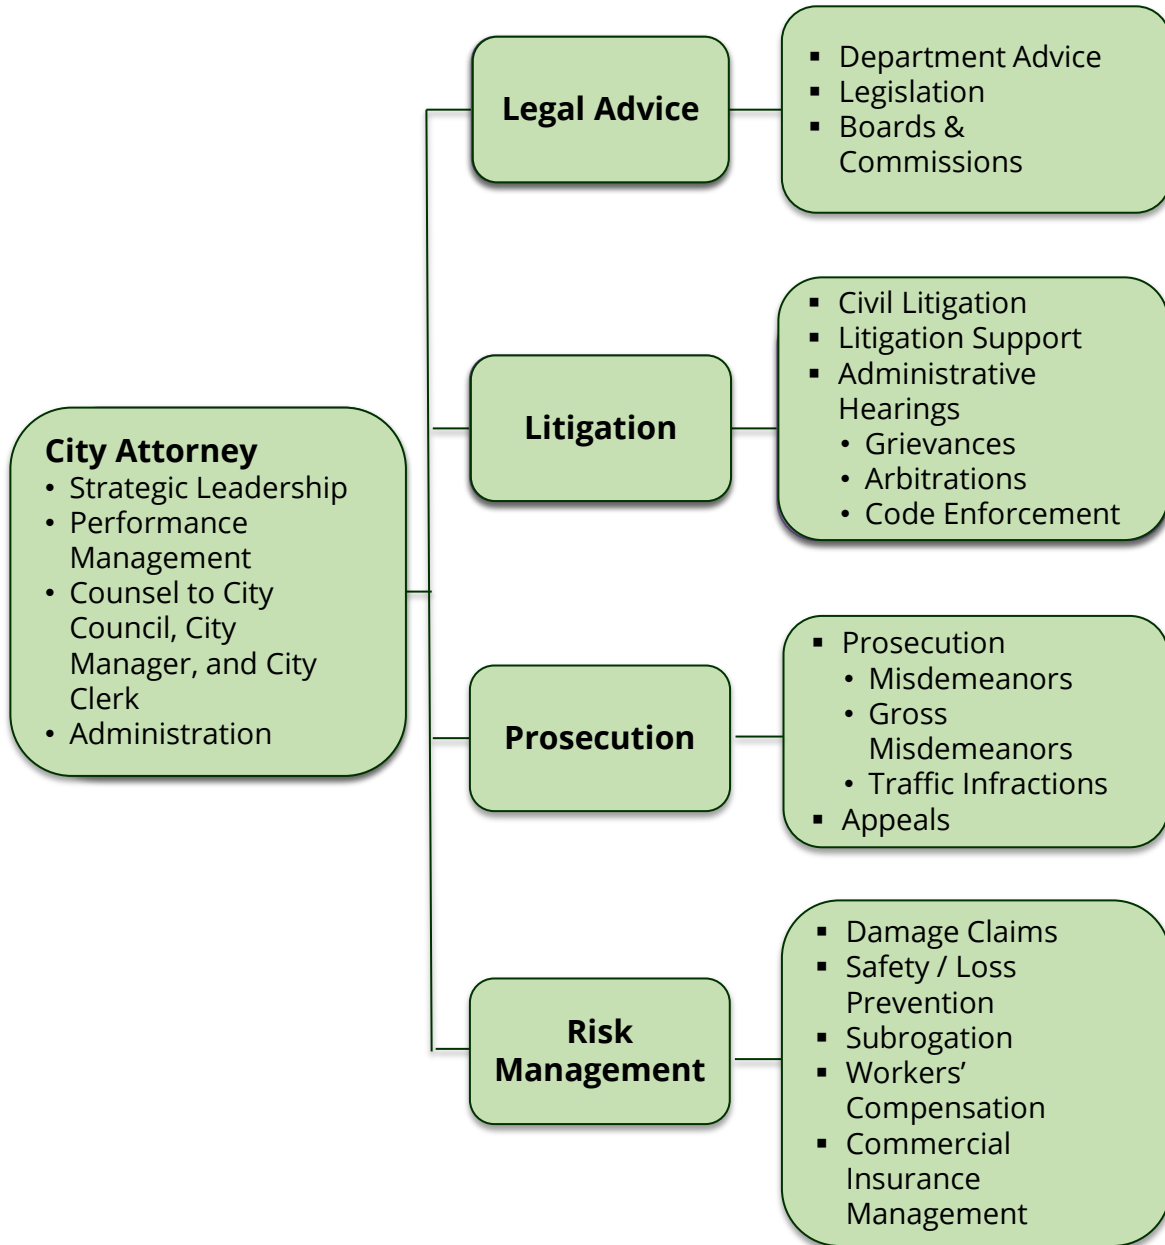 City Attorney
• Strategic Leadership
• Performance
Management
• Counsel to City
Council, City
Manager, and City
Clerk
• Administration
Legal Advice
▪ Department Advice
▪ Legislation
▪ Boards &
Commissions
Litigation
▪ Civil Litigation
▪ Litigation Support
▪ Administrative
Hearings
• Grievances
• Arbitrations
• Code Enforcement
Prosecution
▪ Prosecution
• Misdemeanors
• Gross
Misdemeanors
• Traffic Infractions
▪ Appeals
Risk
Management
▪ Damage Claims
▪ Safety / Loss
Prevention
▪ Subrogation
▪ Workers’
Compensation
▪ Commercial
Insurance
Management